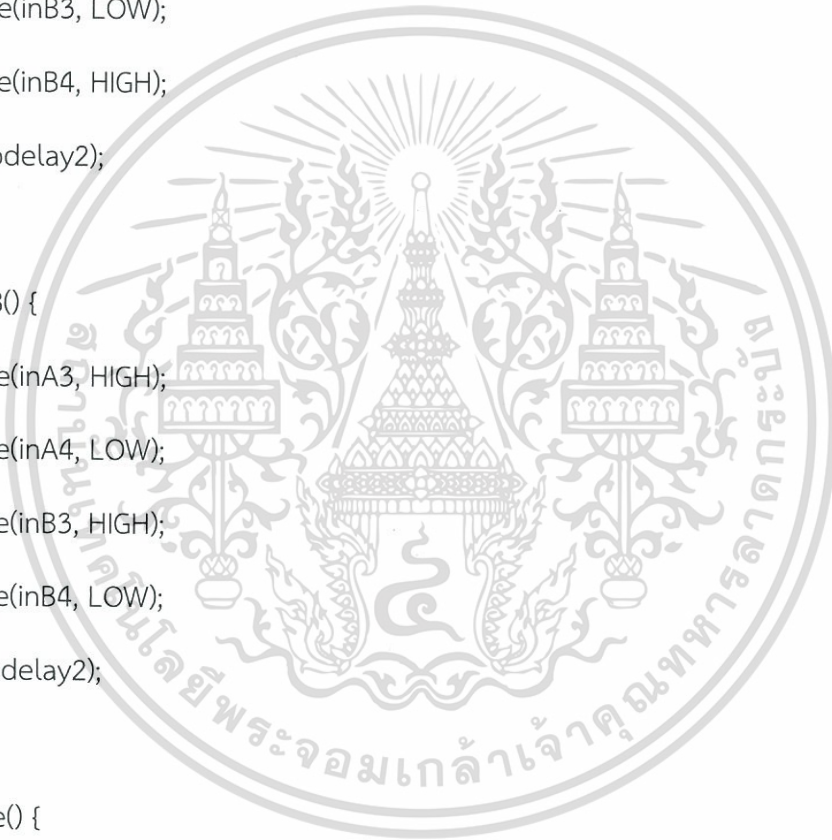 e(inB3, LOW);
e(inB4, HIGH);
delay2);
() {
e(inA3, HIGH);
e(inA4, LOW);
e(inB3, HIGH);
e(inB4, LOW);
delay2);
e() {
สถาบันเทคโนโลยีพระจอมเกล้าเจ้าคุณทหารลาดกระบัง